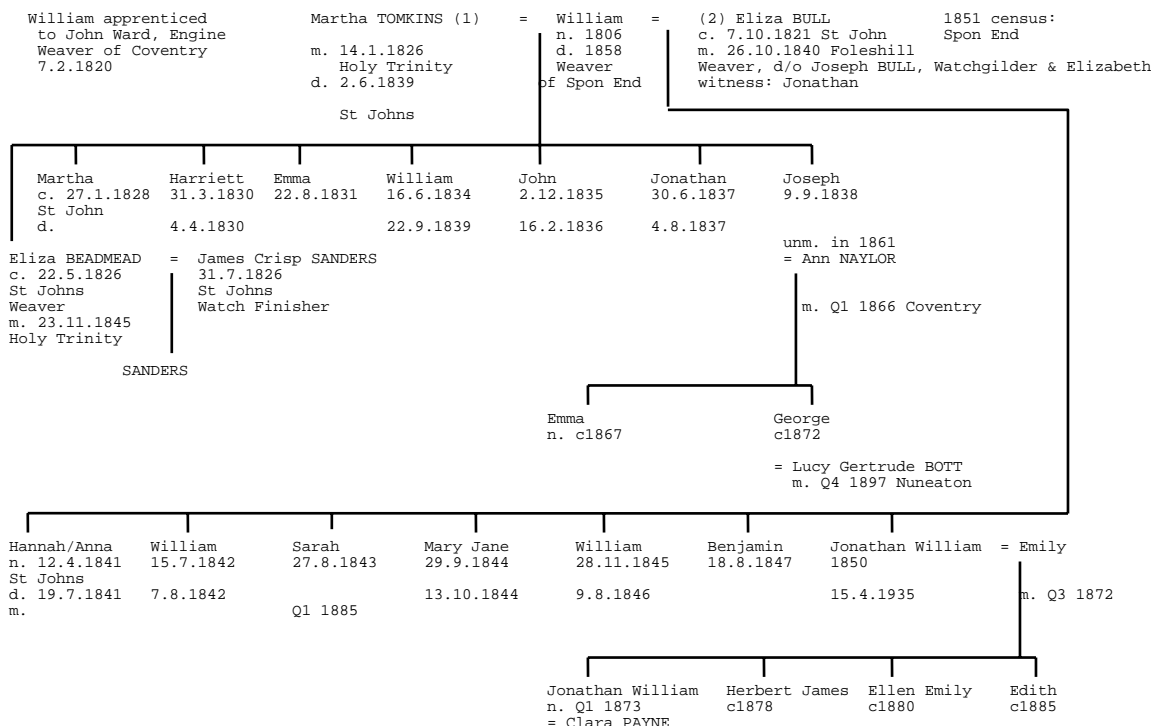 William apprenticed
to John Ward, Engine
Weaver of Coventry
7.2.1820
Martha TOMKINS (1) = William = (2) Eliza BULL
m. 14.1.1826
Holy Trinity
d. 2.6.1839
St Johns
n. 1806
d. 1858
Weaver
of Spon End
c. 7.10.1821 St John
m. 26.10.1840 Foleshill
Weaver, d/o Joseph BULL, Watchgilder & Elizabeth
witness: Jonathan
1851 census:
Spon End
Martha Harriett Emma William John Jonathan Joseph
c. 27.1.1828 31.3.1830 22.8.1831 16.6.1834 2.12.1835 30.6.1837 9.9.1838
St John
d. 4.4.1830 22.9.1839 16.2.1836 4.8.1837
unm. in 1861
= Ann NAYLOR
m. Q1 1866 Coventry
Eliza BEADMEAD = James Crisp SANDERS
c. 22.5.1826 31.7.1826
St Johns St Johns
Weaver Watch Finisher
m. 23.11.1845
Holy Trinity
SANDERS
Emma George
n. c1867 c1872
= Lucy Gertrude BOTT
m. Q4 1897 Nuneaton
Hannah/Anna William Sarah Mary Jane William Benjamin Jonathan William = Emily
n. 12.4.1841 15.7.1842 27.8.1843 29.9.1844 28.11.1845 18.8.1847 1850
St Johns
d. 19.7.1841 7.8.1842 13.10.1844 9.8.1846 15.4.1935 m. Q3 1872
m. Q1 1885
Jonathan William Herbert James Ellen Emily Edith
n. Q1 1873 c1878 c1880 c1885
= Clara PAYNE